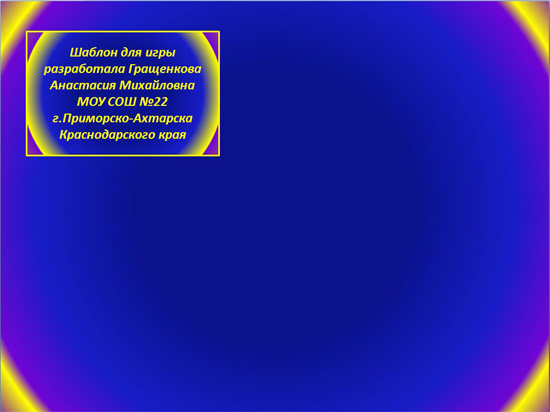 Шаблон для игры
разработала Гращенкова
Анастасия Михайловна
МОУ СОШ №22
г.Приморско-Ахтарска
Краснодарского края